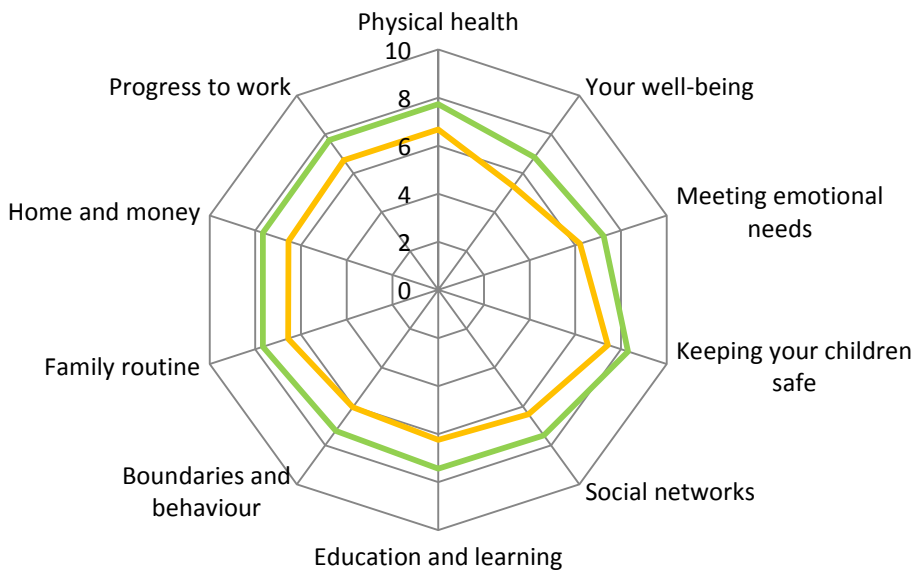 Physical health
10
Progress to work
Your well-being
8
6
Home and money
Meeting emotional
needs
4
2
0
Family routine
Keeping your children
safe
Boundaries and
behaviour
Social networks
Education and learning